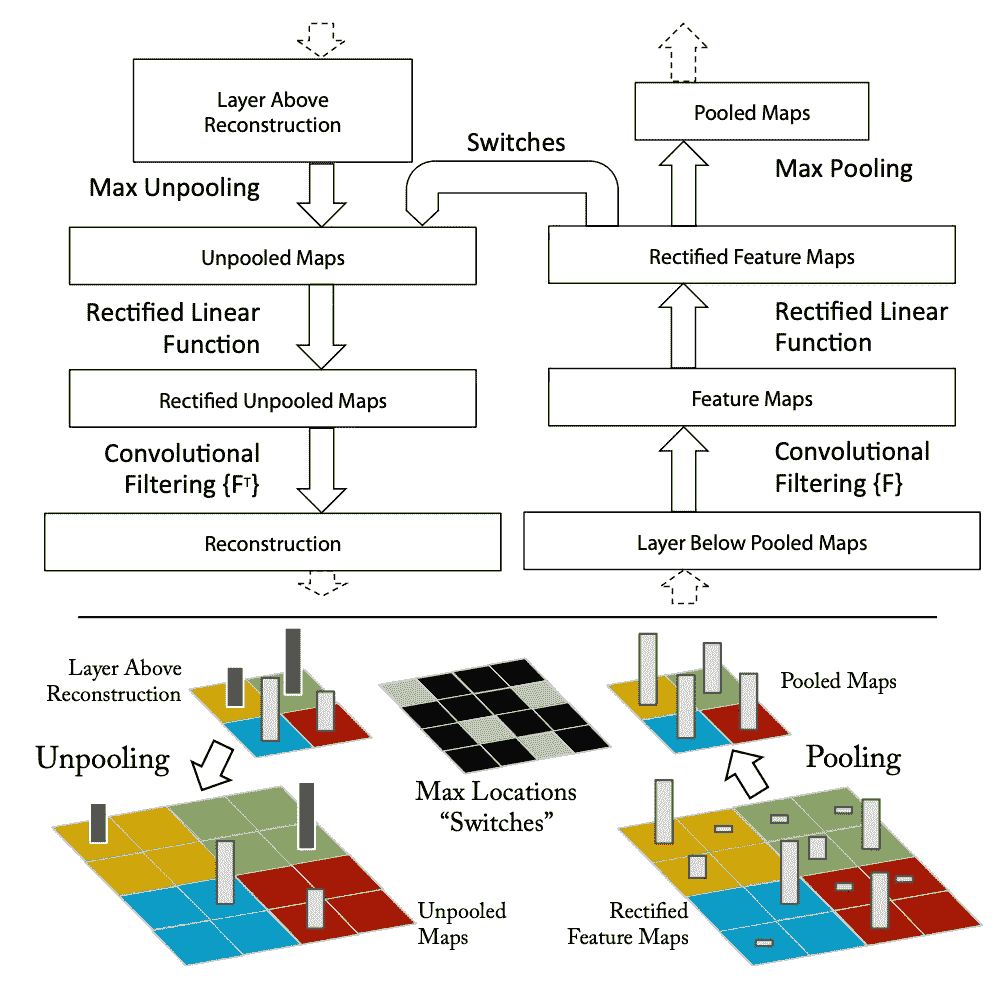 Layer Above
Reconstruction
Pooled Maps
Switches
Max Unpooling
Max Pooling
Unpooled Maps
Rectified Feature Maps
Rectified Linear
Function
Rectified Linear
Function
Rectified Unpooled Maps
Feature Maps
Convolutional
Filtering {Fᵀ}
Convolutional
Filtering {F}
Reconstruction
Layer Below Pooled Maps
Layer Above
Reconstruction
Pooled Maps
Unpooling
Pooling
Max Locations
“Switches”
Unpooled
Maps
Rectified
Feature Maps